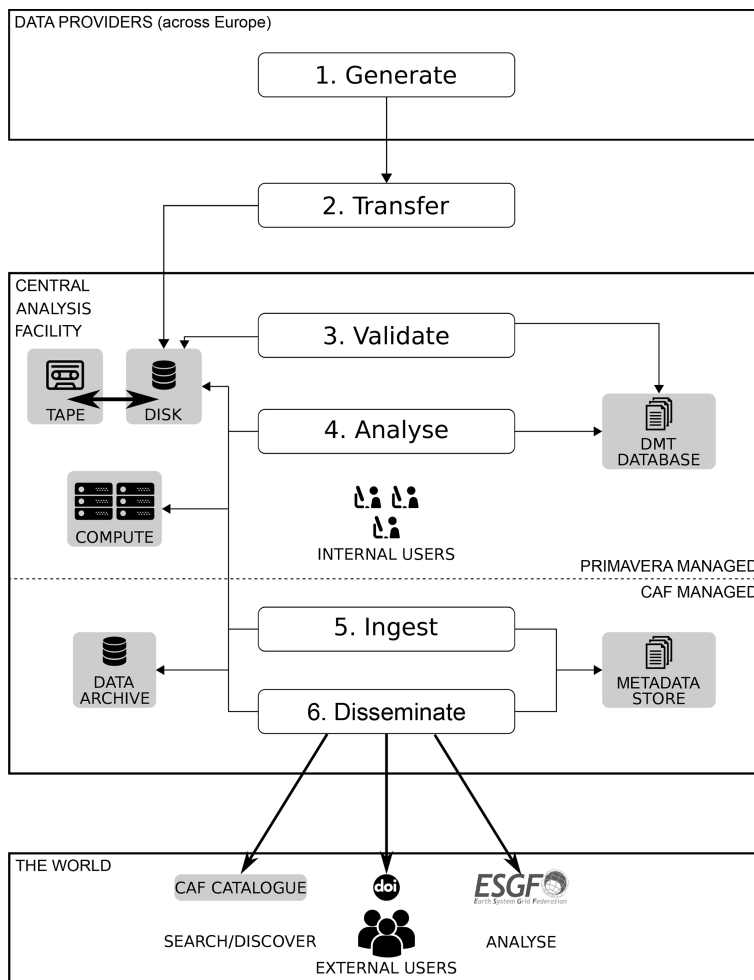 DATA PROVIDERS (across Europe)
1. Generate
2. Transfer
CENTRAL
ANALYSIS
FACILITY
3. Validate
TAPE
DISK
4. Analyse
DMT
DATABASE
COMPUTE
INTERNAL USERS
PRIMAVERA MANAGED
CAF MANAGED
5. Ingest
DATA
ARCHIVE
METADATA
STORE
6. Disseminate
THE WORLD
CAF CATALOGUE
doi
ESGF
Earth System Grid Federation
SEARCH/DISCOVER
ANALYSE
EXTERNAL USERS